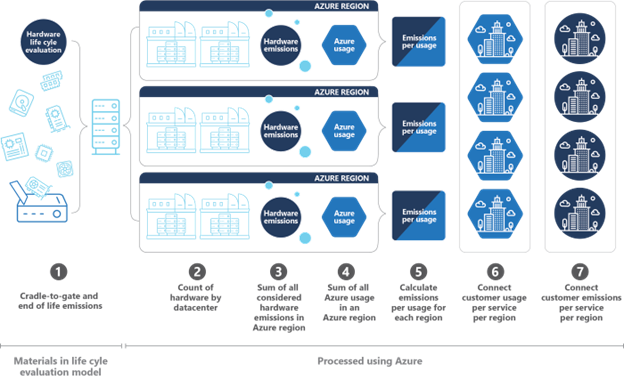 Hardware
life cyle
evaluation
AZURE REGION
Hardware
emissions
Azure
usage
Emissions
per usage
AZURE REGION
Hardware
emissions
Azure
usage
Emissions
per usage
AZURE REGION
Hardware
emissions
Azure
usage
Emissions
per usage
1
Cradle-to-gate and
end of life emissions
2
Count of
hardware by
datacenter
3
Sum of all
considered
hardware
emissions in
Azure region
4
Sum of all
Azure usage
in an
Azure region
5
Calculate
emissions
per usage for
each region
6
Connect
customer usage
per service
per region
7
Connect
customer emissions
per service
per region
Materials in life cyle
evaluation model
Processed using Azure